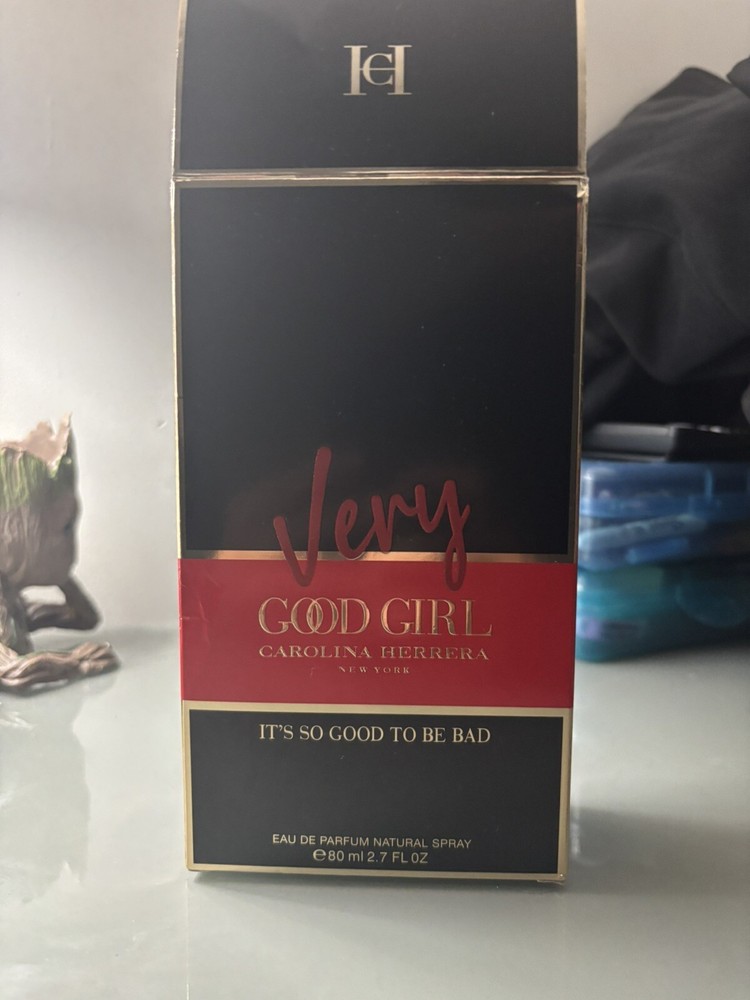 CH
Very
GOOD GIRL
CAROLINA HERRERA
NEW YORK
IT'S SO GOOD TO BE BAD
EAU DE PARFUM NATURAL SPRAY
℮80 ml 2.7 FL OZ